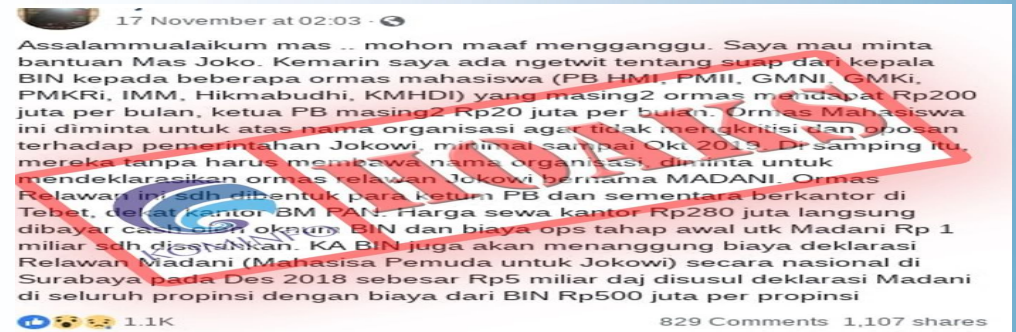 17 November at 02:03 ·
Assalammualaikum mas .. mohon maaf mengganggu. Saya mau minta
bantuan Mas Joko. Kemarin saya ada ngetwit tentang suap dari kepala
BIN kepada beberapa ormas mahasiswa (PB HMI, PMII, GMNI, GMKi,
PMKRi, IMM, Hikmabudhi, KMHDI) yang masing2 ormas mendapat Rp200
juta per bulan, ketua PB masing2 Rp20 juta per bulan. Ormas Mahasiswa
ini diminta untuk atas nama organisasi agar tidak mengkritisi dan oposan
terhadap pemerintahan Jokowi, minimal sampai Okt 2019. Di samping itu,
mereka tanpa harus membawa nama organisasi, diminta untuk
mendeklarasikan ormas relawan Jokowi bernama MADANI. Ormas
Relawan ini sdh dibentuk para ketum PB dan sementara berkantor di
Tebet, dekat kantor BM PAN. Harga sewa kantor Rp280 juta langsung
dibayar cash oleh oknum BIN dan biaya ops tahap awal utk Madani Rp 1
miliar sdh diserahkan. KA BIN juga akan menanggung biaya deklarasi
Relawan Madani (Mahasisa Pemuda untuk Jokowi) secara nasional di
Surabaya pada Des 2018 sebesar Rp5 miliar daj disusul deklarasi Madani
di seluruh propinsi dengan biaya dari BIN Rp500 juta per propinsi
1.1K
829 Comments 1,107 shares
HOAKS
KOMINFO